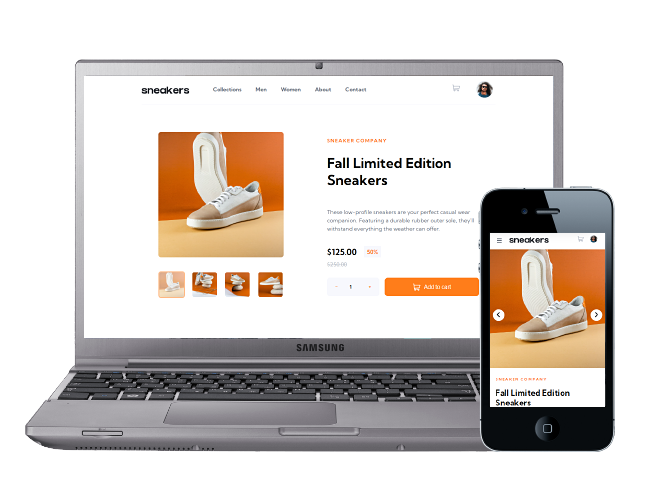 sneakers
Collections Men Women About Contact
SNEAKER COMPANY
Fall Limited Edition
Sneakers
These low-profile sneakers are your perfect casual wear
companion. Featuring a durable rubber outer sole, they'll
withstand everything the weather can offer.
$125.00 50%
$250.00
- 1 + Add to cart
SAMSUNG
sneakers
SNEAKER COMPANY
Fall Limited Edition
Sneakers